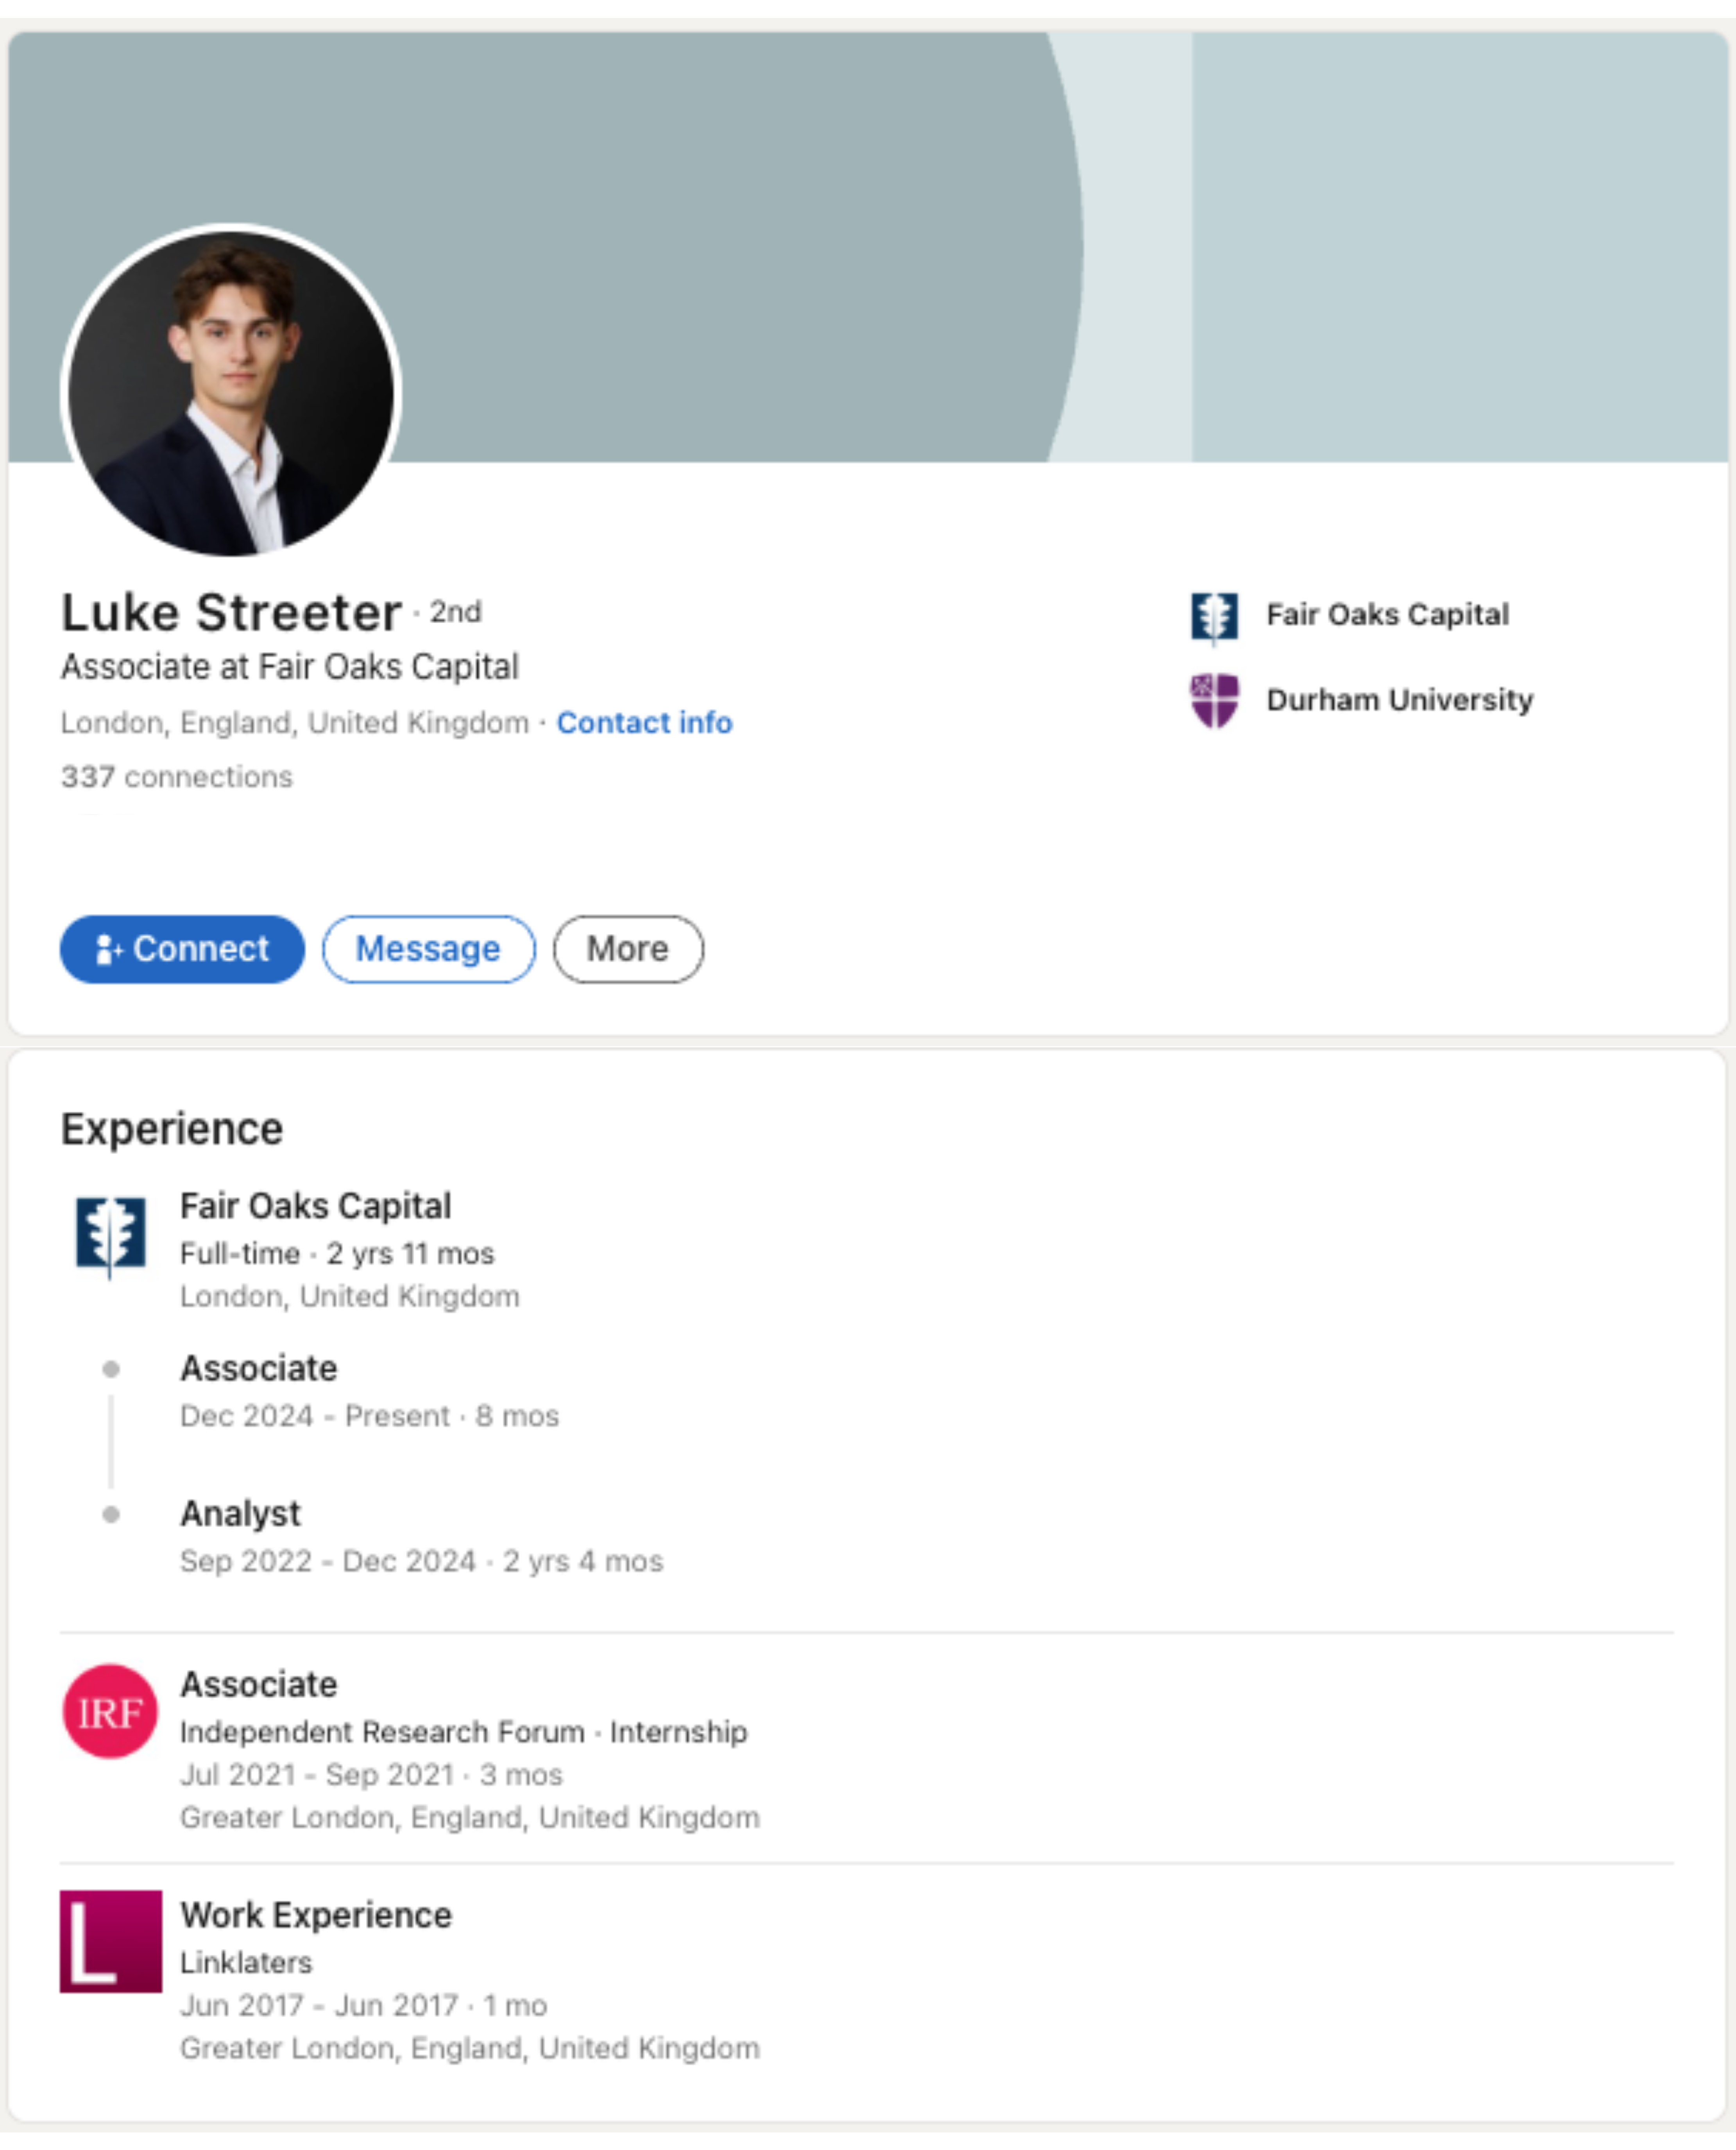 Luke Streeter · 2nd
Associate at Fair Oaks Capital
London, England, United Kingdom · Contact info
337 connections
Fair Oaks Capital
Durham University
Connect
Message
More
Experience
Fair Oaks Capital
Full-time · 2 yrs 11 mos
London, United Kingdom
Associate
Dec 2024 - Present · 8 mos
Analyst
Sep 2022 - Dec 2024 · 2 yrs 4 mos
IRF
Associate
Independent Research Forum · Internship
Jul 2021 - Sep 2021 · 3 mos
Greater London, England, United Kingdom
L
Work Experience
Linklaters
Jun 2017 - Jun 2017 · 1 mo
Greater London, England, United Kingdom